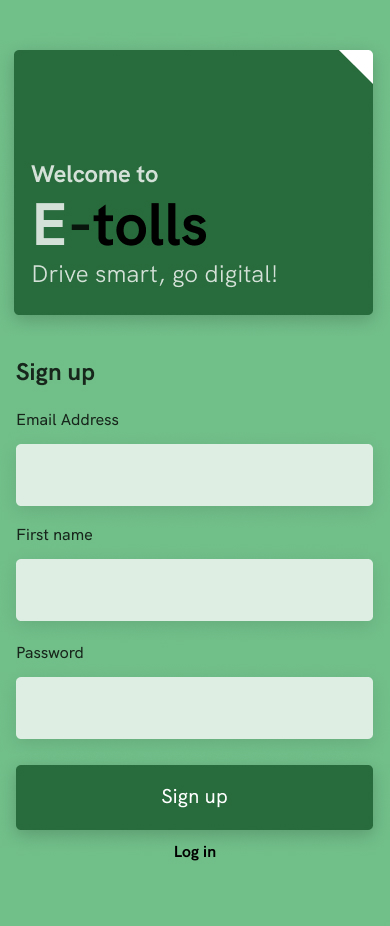 Welcome to
E-tolls
Drive smart, go digital!
Sign up
Email Address
First name
Password
Sign up
Log in